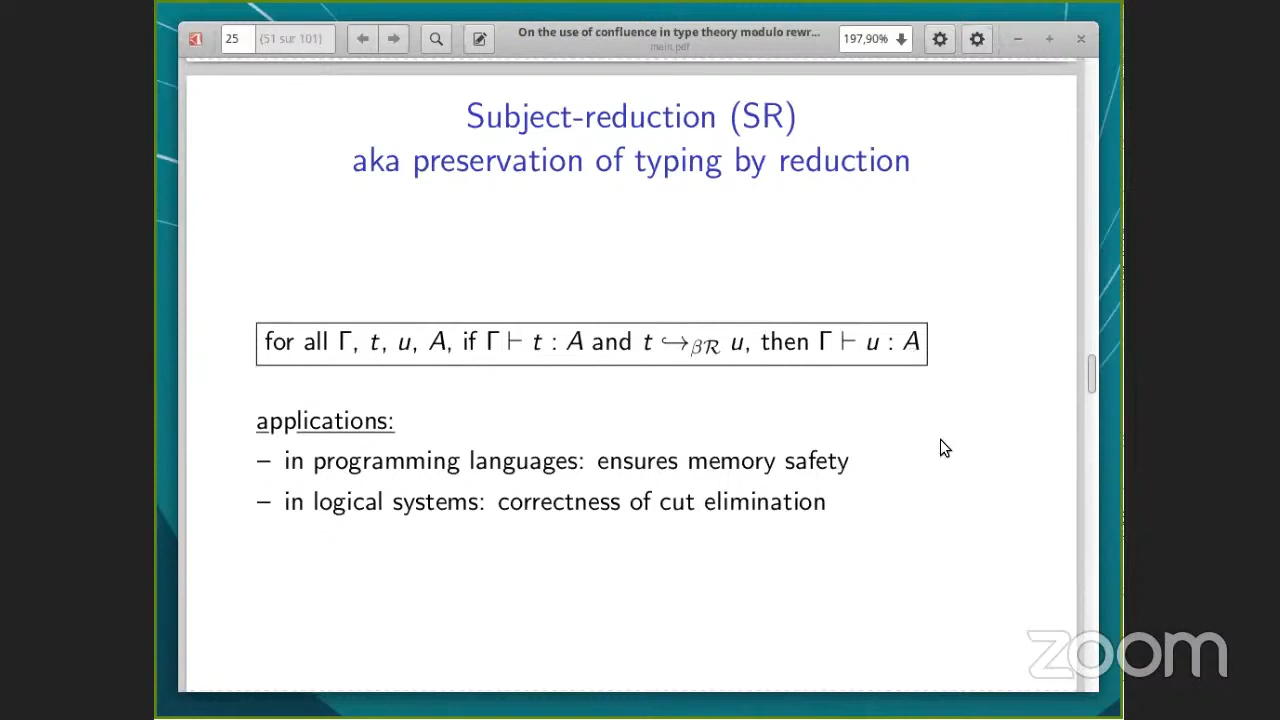 25
(51 sur 101)
On the use of confluence in type theory modulo rewr...
main.pdf
197,90%
Subject-reduction (SR)
aka preservation of typing by reduction
for all Γ, t, u, A, if Γ ⊢ t : A and t ↪βℛ u, then Γ ⊢ u : A
applications:
– in programming languages: ensures memory safety
– in logical systems: correctness of cut elimination
zoom